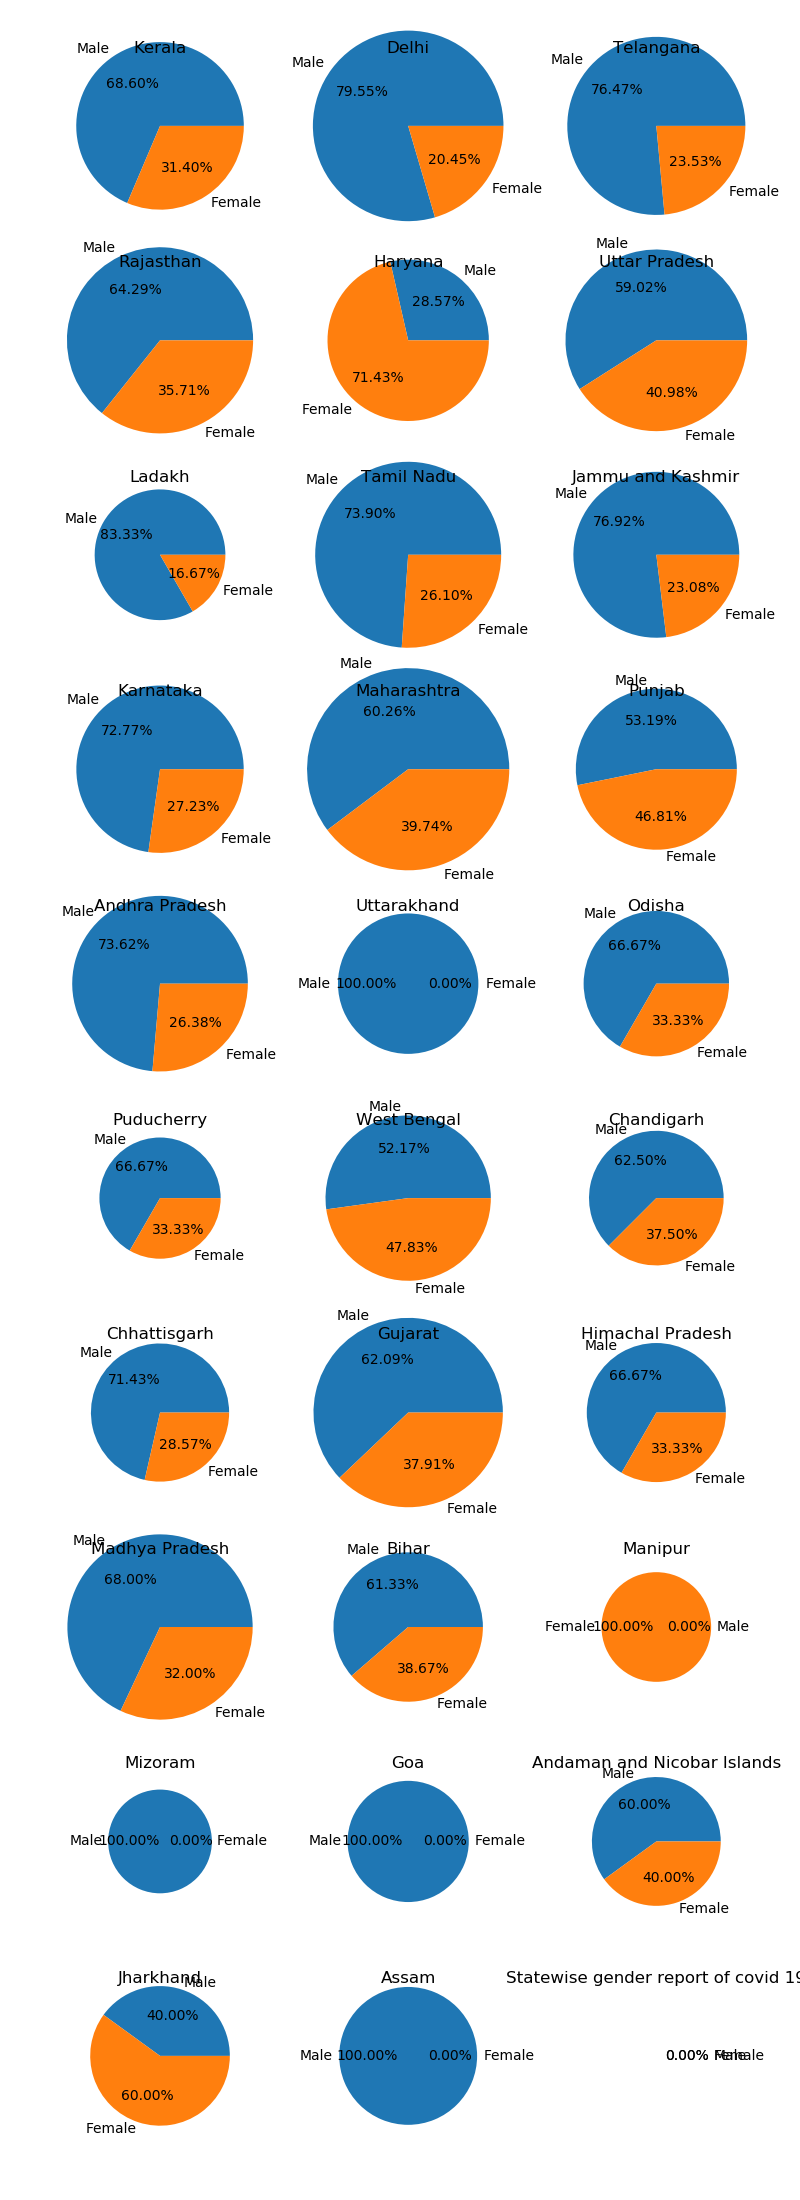 Kerala
Male
68.60%
31.40%
Female
Delhi
Male
79.55%
20.45%
Female
Telangana
Male
76.47%
23.53%
Female
Rajasthan
Male
64.29%
35.71%
Female
Haryana
Male
28.57%
71.43%
Female
Uttar Pradesh
Male
59.02%
40.98%
Female
Ladakh
Male
83.33%
16.67%
Female
Tamil Nadu
Male
73.90%
26.10%
Female
Jammu and Kashmir
Male
76.92%
23.08%
Female
Karnataka
Male
72.77%
27.23%
Female
Maharashtra
Male
60.26%
39.74%
Female
Punjab
Male
53.19%
46.81%
Female
Andhra Pradesh
Male
73.62%
26.38%
Female
Uttarakhand
Male
100.00%
0.00%
Female
Odisha
Male
66.67%
33.33%
Female
Puducherry
Male
66.67%
33.33%
Female
West Bengal
Male
52.17%
47.83%
Female
Chandigarh
Male
62.50%
37.50%
Female
Chhattisgarh
Male
71.43%
28.57%
Female
Gujarat
Male
62.09%
37.91%
Female
Himachal Pradesh
Male
66.67%
33.33%
Female
Madhya Pradesh
Male
68.00%
32.00%
Female
Bihar
Male
61.33%
38.67%
Female
Manipur
Female
100.00%
0.00%
Male
Mizoram
Male
100.00%
0.00%
Female
Goa
Male
100.00%
0.00%
Female
Andaman and Nicobar Islands
Male
60.00%
40.00%
Female
Jharkhand
Male
40.00%
60.00%
Female
Assam
Male
100.00%
0.00%
Female
Statewise gender report of covid 19
0.00%
Male
Female